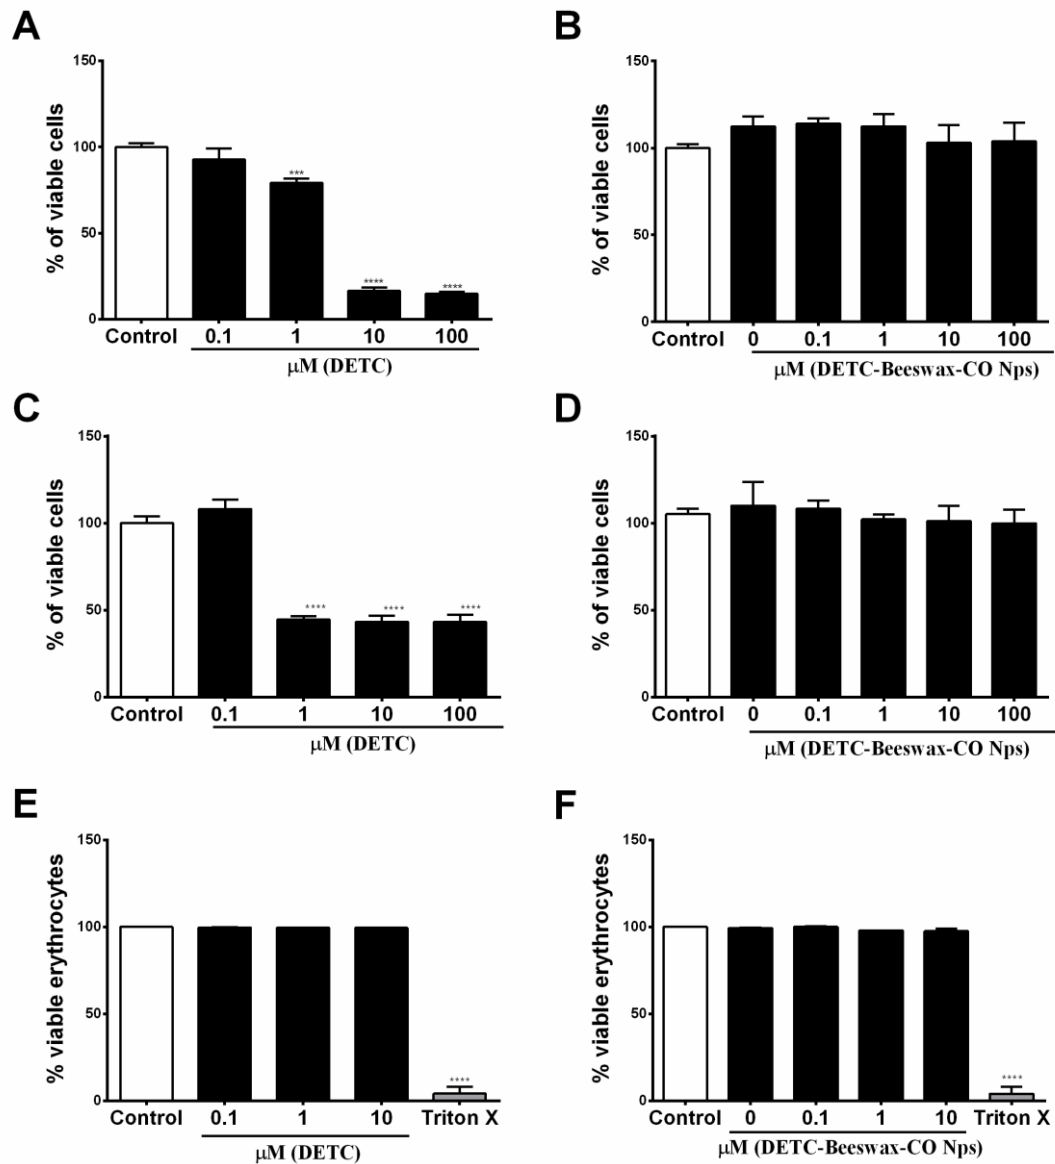 A
% of viable cells
150
100
50
0
***
****
****
Control 0.1 1 10 100
μM (DETC)
B
% of viable cells
150
100
50
0
Control 0 0.1 1 10 100
μM (DETC-Beeswax-CO Nps)
C
% of viable cells
150
100
50
0
****
****
****
Control 0.1 1 10 100
μM (DETC)
D
% of viable cells
150
100
50
0
Control 0 0.1 1 10 100
μM (DETC-Beeswax-CO Nps)
E
% viable erythrocytes
150
100
50
0
****
Control 0.1 1 10 Triton X
μM (DETC)
F
% viable erythrocytes
150
100
50
0
****
Control 0 0.1 1 10 Triton X
μM (DETC-Beeswax-CO Nps)